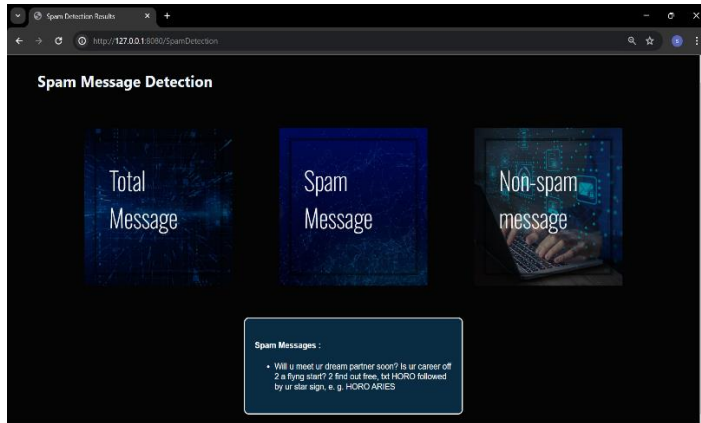 Spam Detection Results
http://127.0.0.1:8080/SpamDetection
Spam Message Detection
Total
Message
Spam
Message
Non-spam
message
Spam Messages :
Will u meet ur dream partner soon? Is ur career off
2 a flyng start? 2 find out free, txt HORO followed
by ur star sign, e. g. HORO ARIES